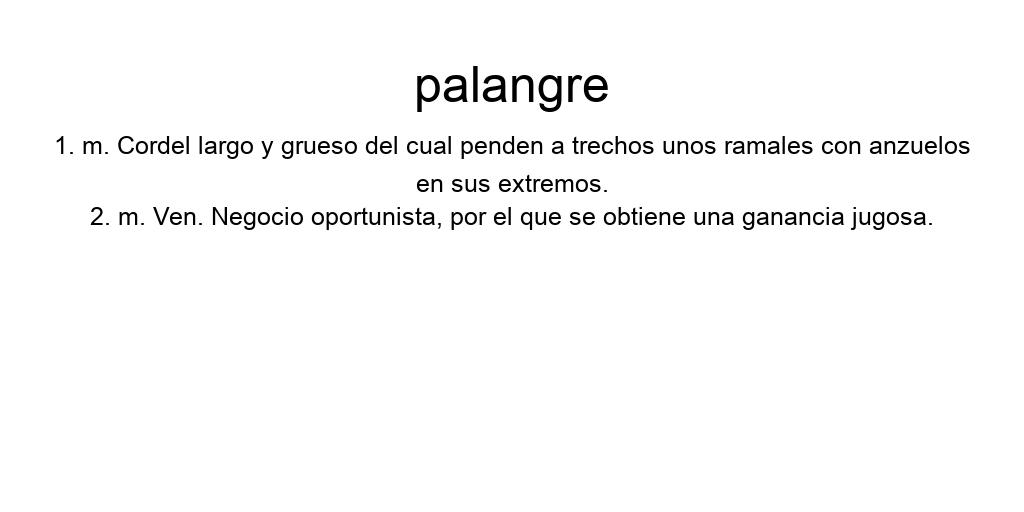 palangre
1. m. Cordel largo y grueso del cual penden a trechos unos ramales con anzuelos
en sus extremos.
2. m. Ven. Negocio oportunista, por el que se obtiene una ganancia jugosa.